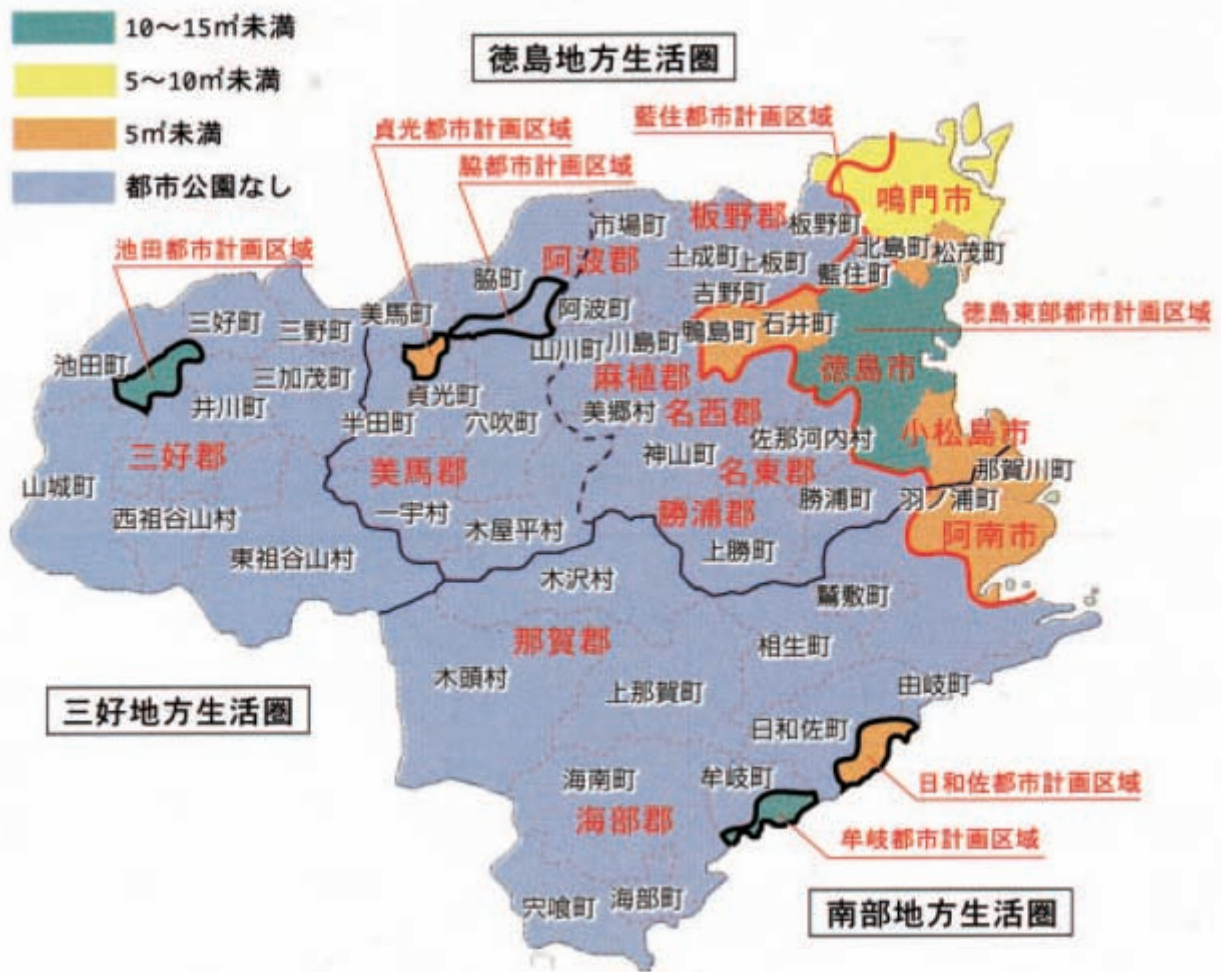 10～15㎡未満
5～10㎡未満
5㎡未満
都市公園なし
徳島地方生活圏
藍住都市計画区域
貞光都市計画区域
脇都市計画区域
池田都市計画区域
鳴門市
市場町
板野郡
板野町
阿波郡
土成町
上板町
北島町
松茂町
藍住町
脇町
吉野町
美馬町
阿波町
石井町
徳島東部都市計画区域
三好町
三野町
山川町
川島町
鴨島町
池田町
三加茂町
麻植郡
徳島市
井川町
貞光町
半田町
穴吹町
美郷村
名西郡
佐那河内村
小松島市
三好郡
美馬郡
神山町
名東郡
那賀川町
山城町
勝浦町
羽ノ浦町
西祖谷山村
一宇村
木屋平村
勝浦郡
阿南市
東祖谷山村
上勝町
木沢村
鷲敷町
那賀郡
相生町
木頭村
上那賀町
由岐町
三好地方生活圏
日和佐町
海南町
牟岐町
日和佐都市計画区域
海部郡
牟岐都市計画区域
宍喰町
海部町
南部地方生活圏